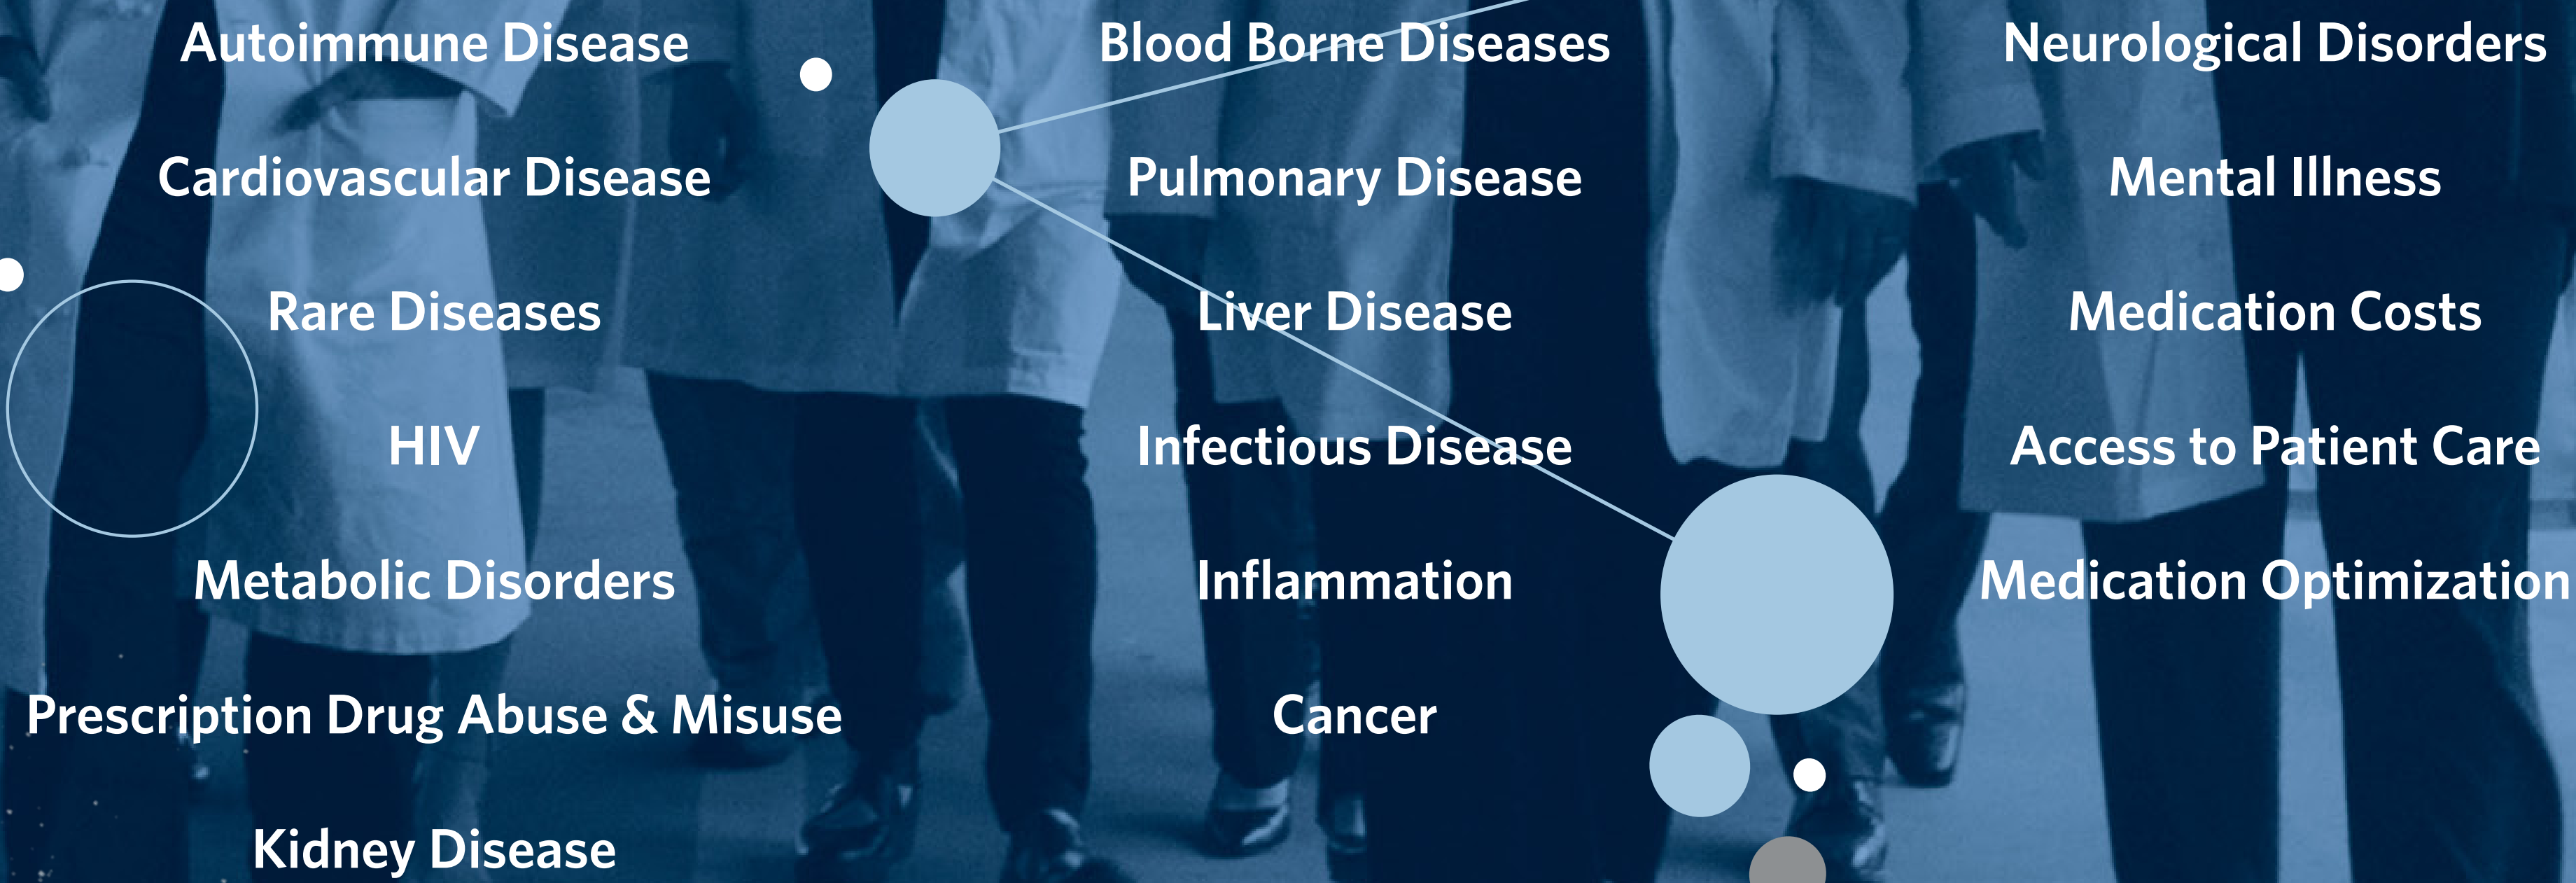 Autoimmune Disease
Cardiovascular Disease
Rare Diseases
HIV
Metabolic Disorders
Prescription Drug Abuse & Misuse
Kidney Disease
Blood Borne Diseases
Pulmonary Disease
Liver Disease
Infectious Disease
Inflammation
Cancer
Neurological Disorders
Mental Illness
Medication Costs
Access to Patient Care
Medication Optimization